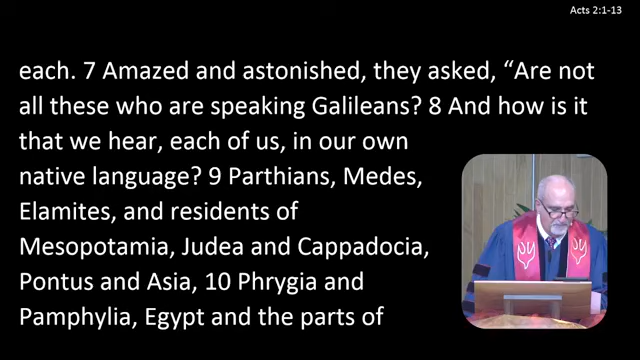 Acts 2:1-13
each. 7 Amazed and astonished, they asked, “Are not
all these who are speaking Galileans? 8 And how is it
that we hear, each of us, in our own
native language? 9 Parthians, Medes,
Elamites, and residents of
Mesopotamia, Judea and Cappadocia,
Pontus and Asia, 10 Phrygia and
Pamphylia, Egypt and the parts of